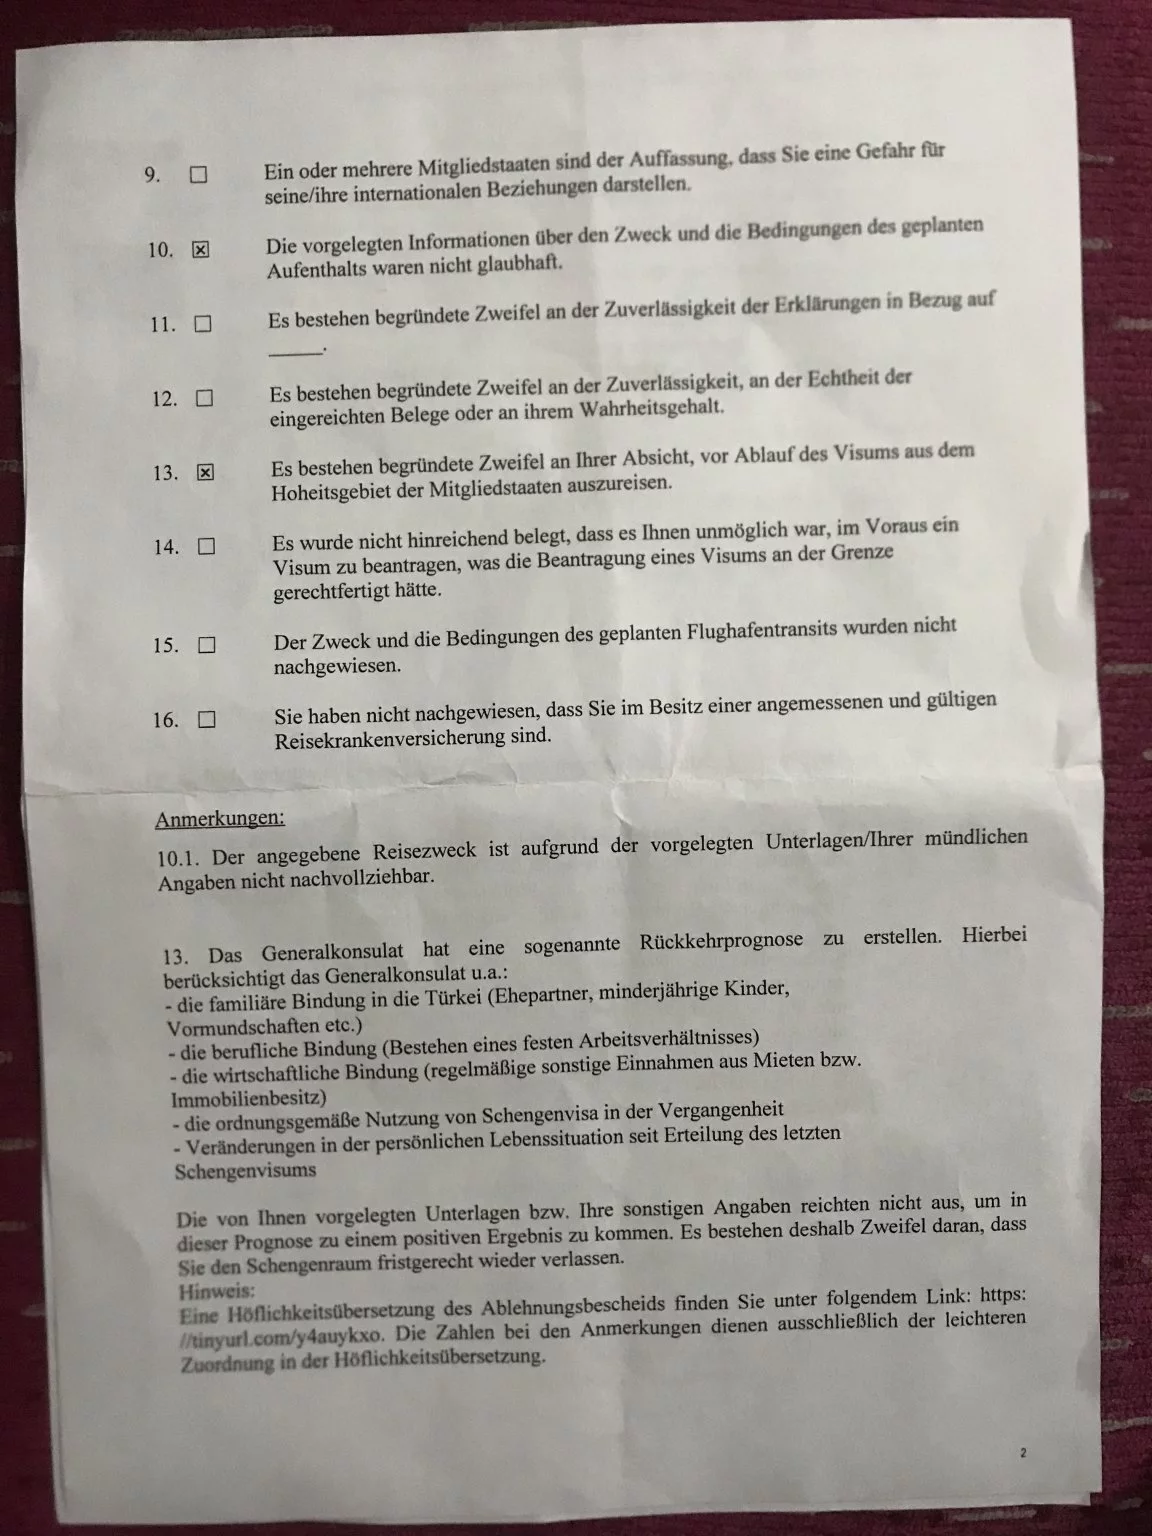 9. ☐ Ein oder mehrere Mitgliedstaaten sind der Auffassung, dass Sie eine Gefahr für
seine/ihre internationalen Beziehungen darstellen.
10. ☒ Die vorgelegten Informationen über den Zweck und die Bedingungen des geplanten
Aufenthalts waren nicht glaubhaft.
11. ☐ Es bestehen begründete Zweifel an der Zuverlässigkeit der Erklärungen in Bezug auf
_____.
12. ☐ Es bestehen begründete Zweifel an der Zuverlässigkeit, an der Echtheit der
eingereichten Belege oder an ihrem Wahrheitsgehalt.
13. ☒ Es bestehen begründete Zweifel an Ihrer Absicht, vor Ablauf des Visums aus dem
Hoheitsgebiet der Mitgliedstaaten auszureisen.
14. ☐ Es wurde nicht hinreichend belegt, dass es Ihnen unmöglich war, im Voraus ein
Visum zu beantragen, was die Beantragung eines Visums an der Grenze
gerechtfertigt hätte.
15. ☐ Der Zweck und die Bedingungen des geplanten Flughafentransits wurden nicht
nachgewiesen.
16. ☐ Sie haben nicht nachgewiesen, dass Sie im Besitz einer angemessenen und gültigen
Reisekrankenversicherung sind.
Anmerkungen:
10.1. Der angegebene Reisezweck ist aufgrund der vorgelegten Unterlagen/Ihrer mündlichen
Angaben nicht nachvollziehbar.
13. Das Generalkonsulat hat eine sogenannte Rückkehrprognose zu erstellen. Hierbei
berücksichtigt das Generalkonsulat u.a.:
- die familiäre Bindung in die Türkei (Ehepartner, minderjährige Kinder,
Vormundschaften etc.)
- die berufliche Bindung (Bestehen eines festen Arbeitsverhältnisses)
- die wirtschaftliche Bindung (regelmäßige sonstige Einnahmen aus Mieten bzw.
Immobilienbesitz)
- die ordnungsgemäße Nutzung von Schengenvisa in der Vergangenheit
- Veränderungen in der persönlichen Lebenssituation seit Erteilung des letzten
Schengenvisums
Die von Ihnen vorgelegten Unterlagen bzw. Ihre sonstigen Angaben reichten nicht aus, um in
dieser Prognose zu einem positiven Ergebnis zu kommen. Es bestehen deshalb Zweifel daran, dass
Sie den Schengenraum fristgerecht wieder verlassen.
Hinweis:
Eine Höflichkeitsübersetzung des Ablehnungsbescheids finden Sie unter folgendem Link: https:
//tinyurl.com/y4auykxo. Die Zahlen bei den Anmerkungen dienen ausschließlich der leichteren
Zuordnung in der Höflichkeitsübersetzung.
2